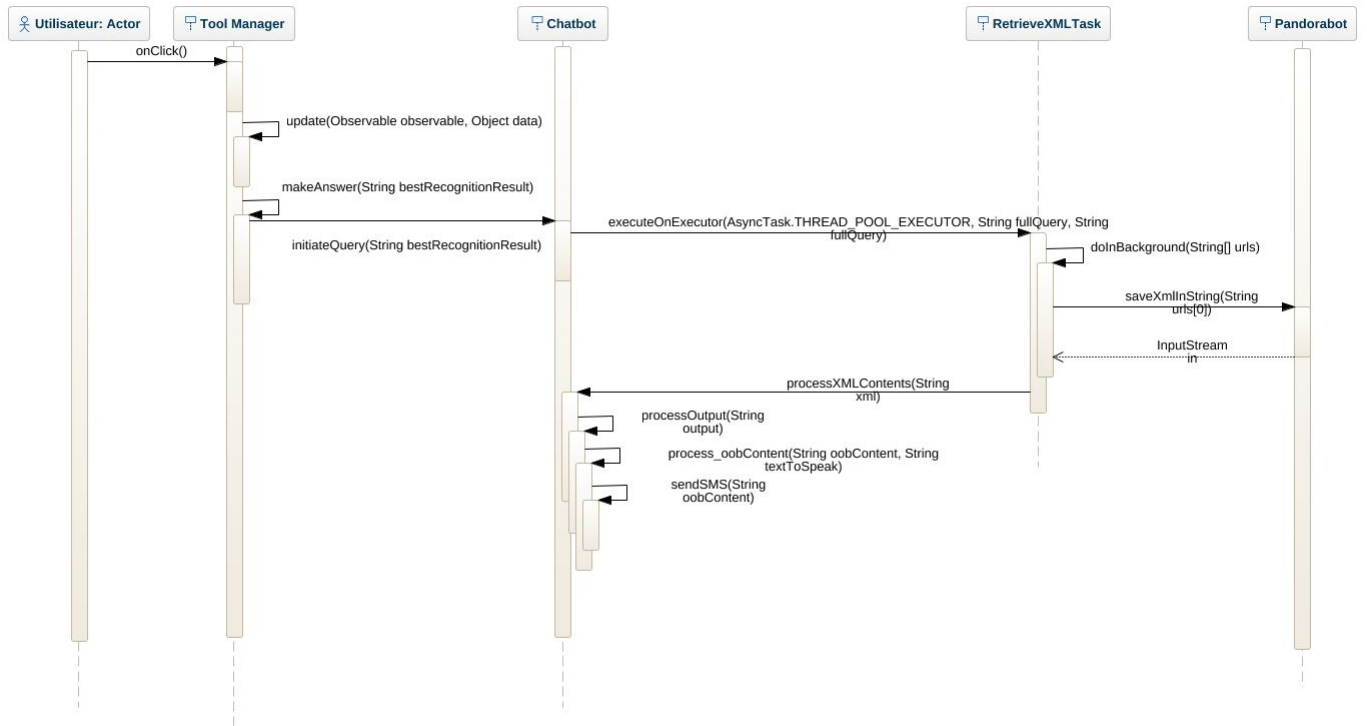 Utilisateur: Actor
Tool Manager
Chatbot
RetrieveXMLTask
Pandorabot
onClick()
update(Observable observable, Object data)
makeAnswer(String bestRecognitionResult)
initiateQuery(String bestRecognitionResult)
executeOnExecutor(AsyncTask.THREAD_POOL_EXECUTOR, String fullQuery, String
fullQuery)
doInBackground(String[] urls)
saveXmlInString(String
urls[0])
InputStream
in
processXMLContents(String
xml)
processOutput(String
output)
process_oobContent(String oobContent, String
textToSpeak)
sendSMS(String
oobContent)